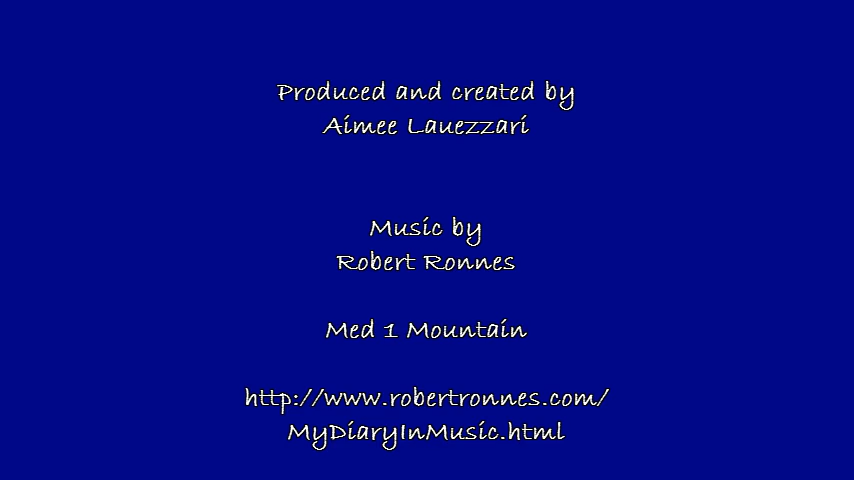 Produced and created by
Aimee Lauezzari
Music by
Robert Ronnes
Med 1 Mountain
http://www.robertronnes.com/
MyDiaryInMusic.html